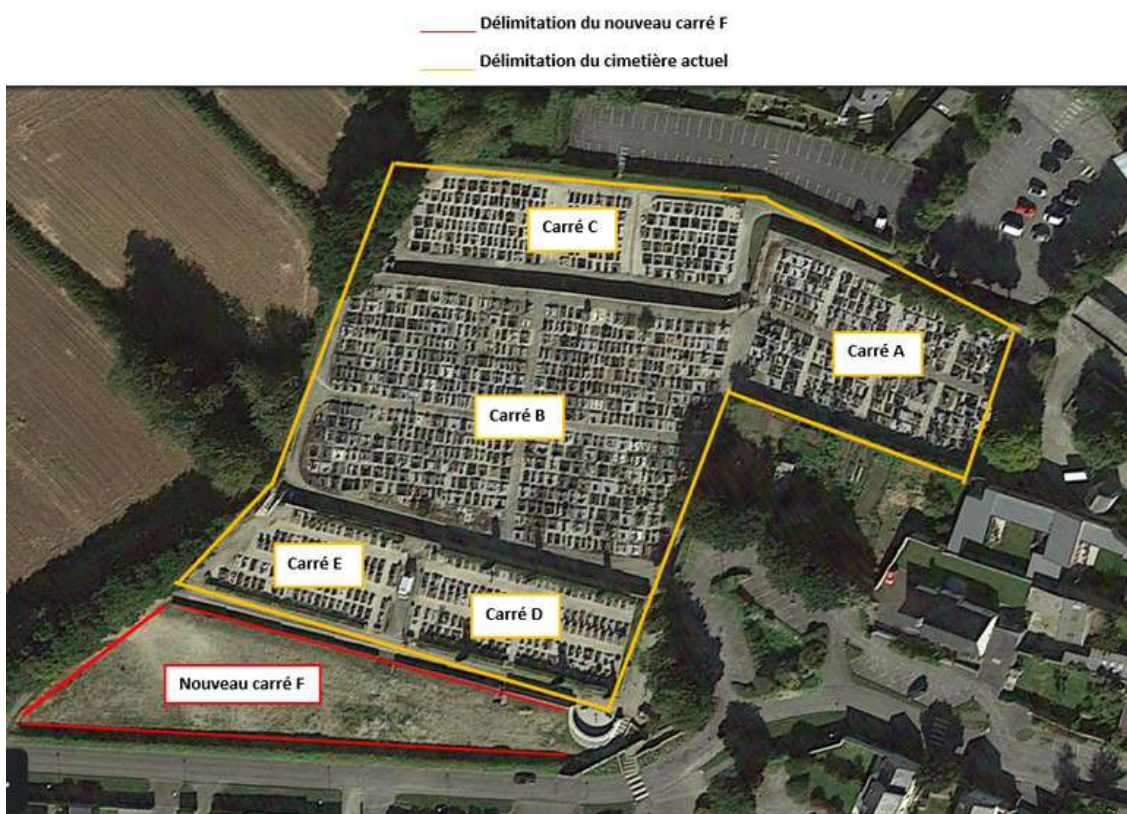 Délimitation du nouveau carré F
Délimitation du cimetière actuel
Carré C
Carré A
Carré B
Carré E
Carré D
Nouveau carré F